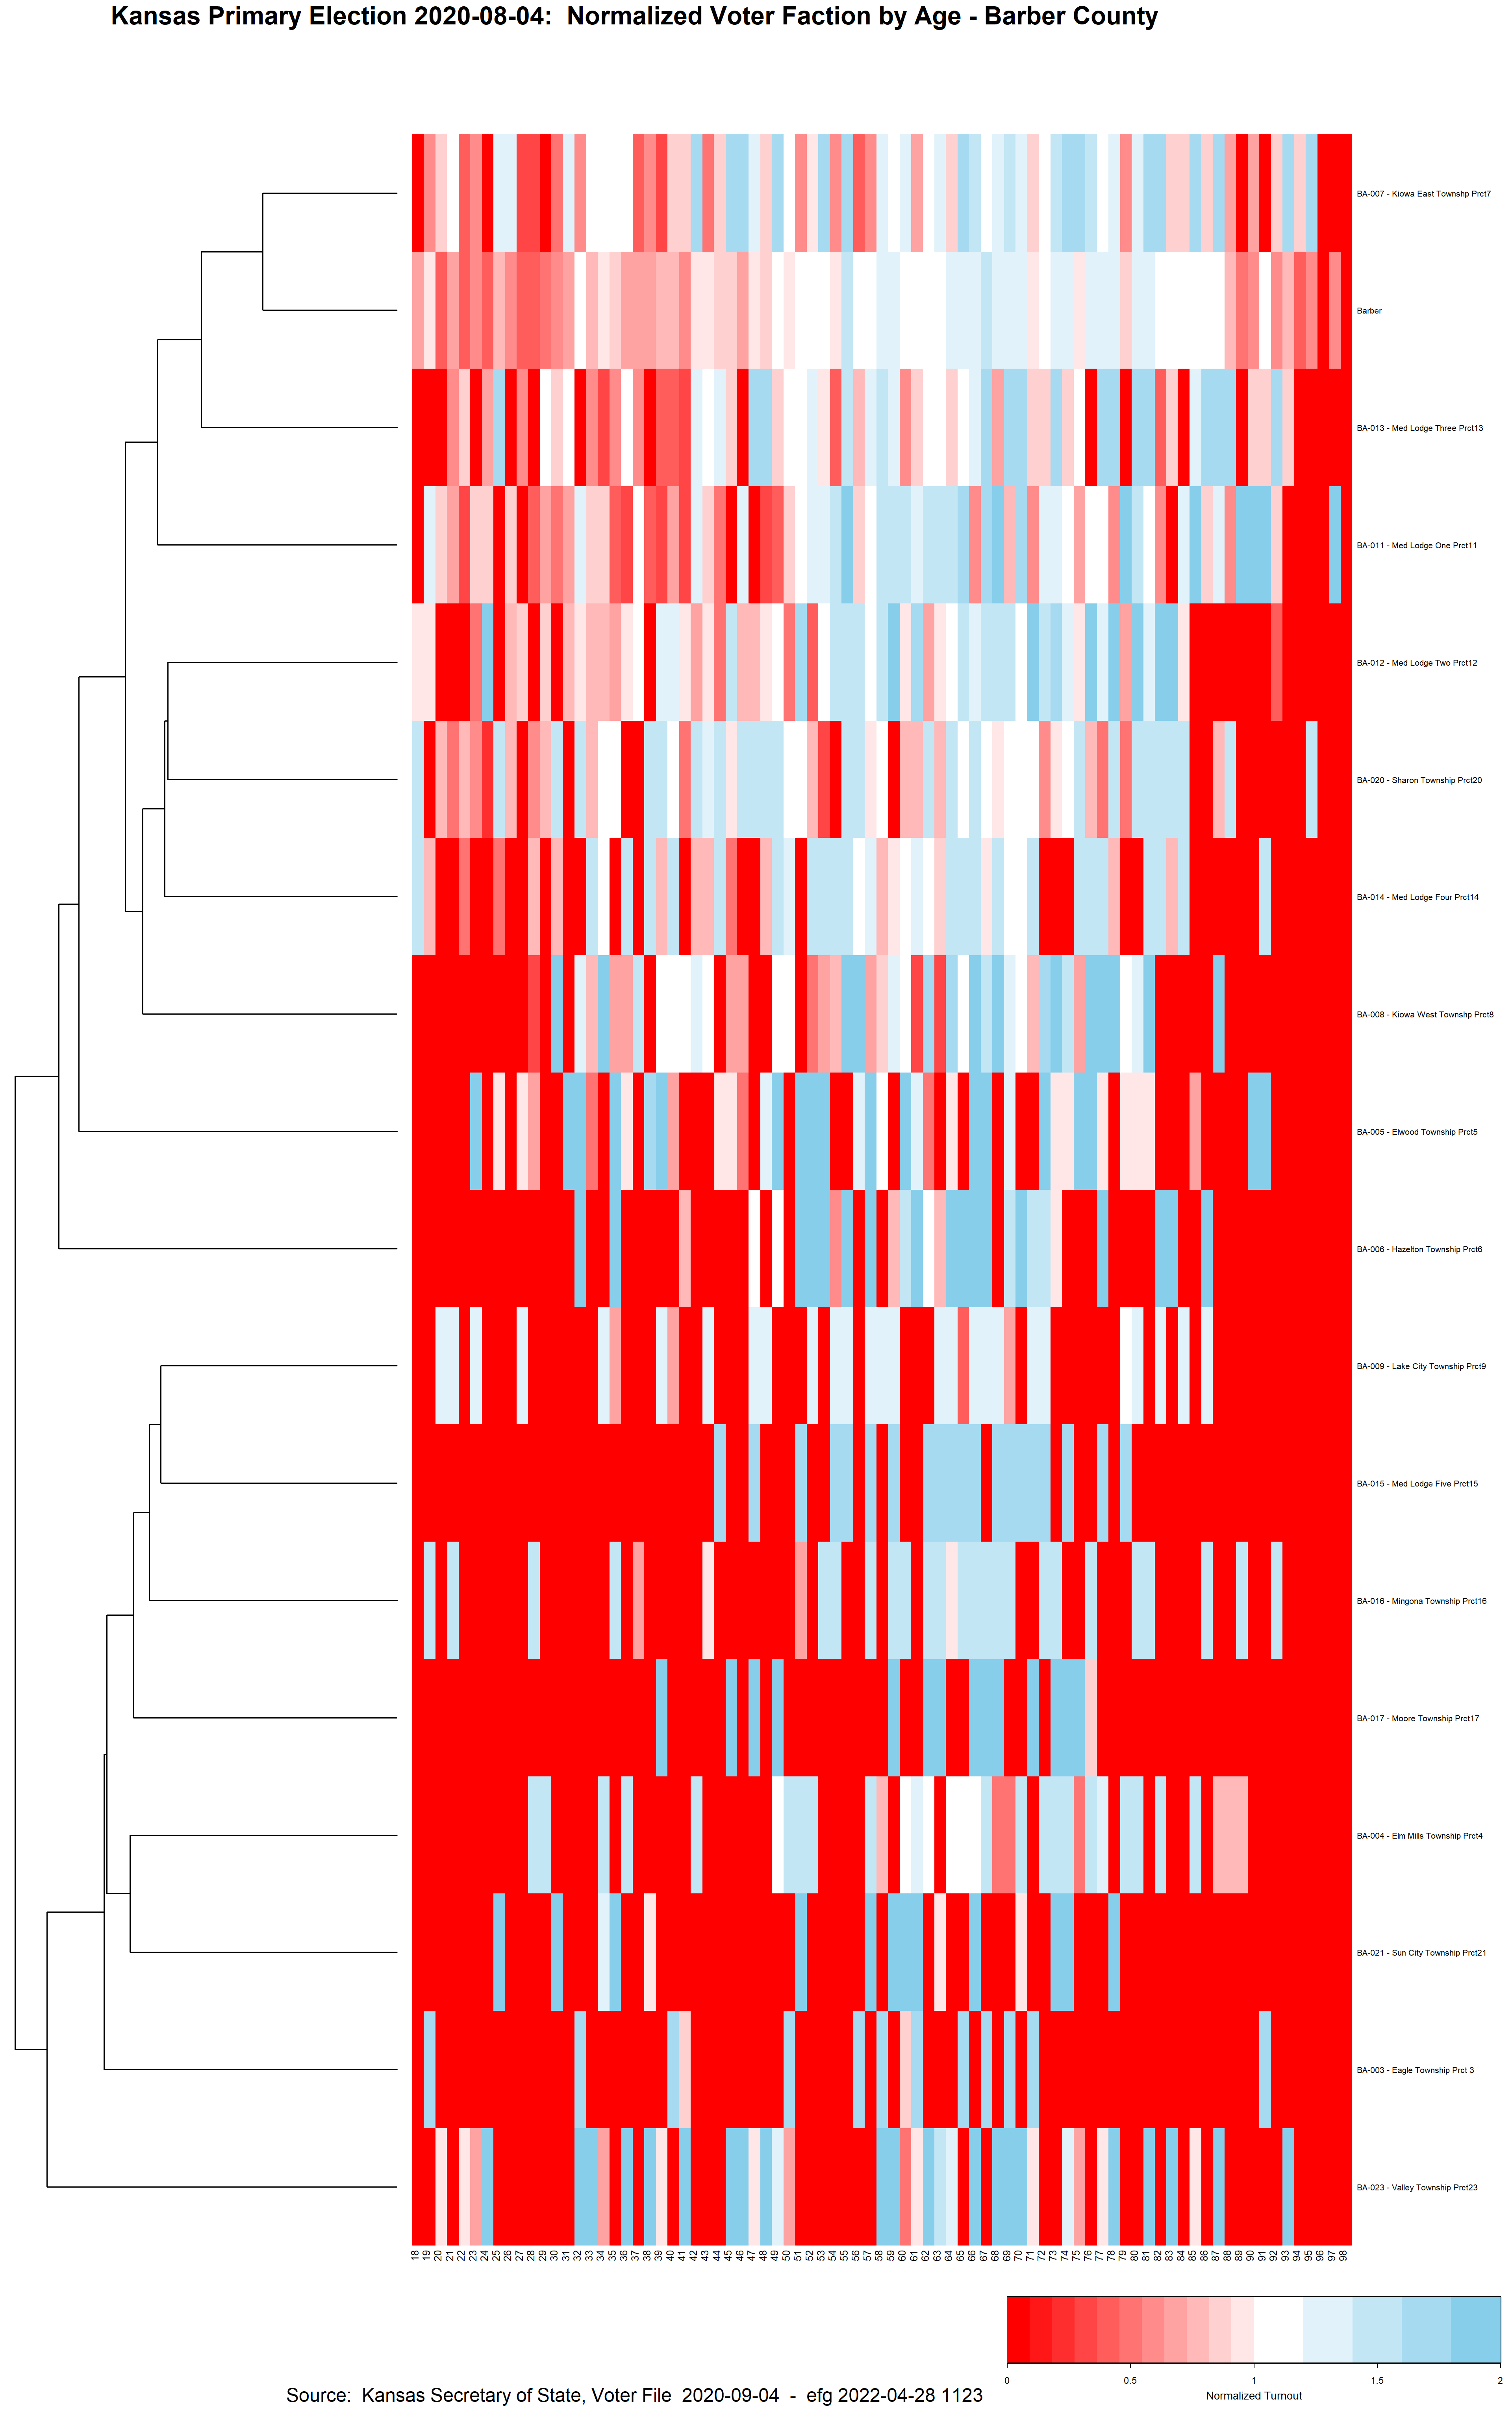 Kansas Primary Election 2020-08-04:  Normalized Voter Faction by Age - Barber County
BA-007 - Kiowa East Townshp Prct7
Barber
BA-013 - Med Lodge Three Prct13
BA-011 - Med Lodge One Prct11
BA-012 - Med Lodge Two Prct12
BA-020 - Sharon Township Prct20
BA-014 - Med Lodge Four Prct14
BA-008 - Kiowa West Townshp Prct8
BA-005 - Elwood Township Prct5
BA-006 - Hazelton Township Prct6
BA-009 - Lake City Township Prct9
BA-015 - Med Lodge Five Prct15
BA-016 - Mingona Township Prct16
BA-017 - Moore Township Prct17
BA-004 - Elm Mills Township Prct4
BA-021 - Sun City Township Prct21
BA-003 - Eagle Township Prct 3
BA-023 - Valley Township Prct23
18 19 20 21 22 23 24 25 26 27 28 29 30 31 32 33 34 35 36 37 38 39 40 41 42 43 44 45 46 47 48 49 50 51 52 53 54 55 56 57 58 59 60 61 62 63 64 65 66 67 68 69 70 71 72 73 74 75 76 77 78 79 80 81 82 83 84 85 86 87 88 89 90 91 92 93 94 95 96 97 98
0 0.5 1 1.5 2
Normalized Turnout
Source:  Kansas Secretary of State, Voter File  2020-09-04  -  efg 2022-04-28 1123